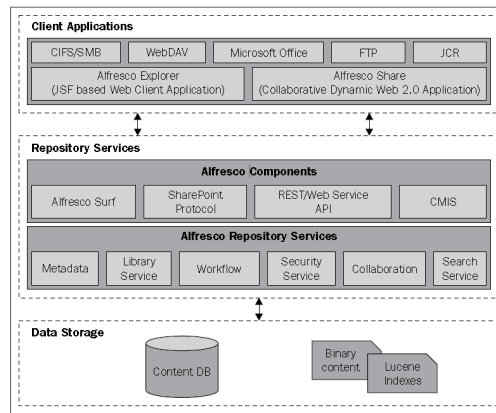 Client Applications
CIFS/SMB
WebDAV
Microsoft Office
FTP
JCR
Alfresco Explorer
(JSF based Web Client Application)
Alfresco Share
(Collaborative Dynamic Web 2.0 Application)
Repository Services
Alfresco Components
Alfresco Surf
SharePoint
Protocol
REST/Web Service
API
CMIS
Alfresco Repository Services
Metadata
Library
Service
Workflow
Security
Service
Collaboration
Search
Service
Data Storage
Content DB
Binary
content
Lucene
Indexes